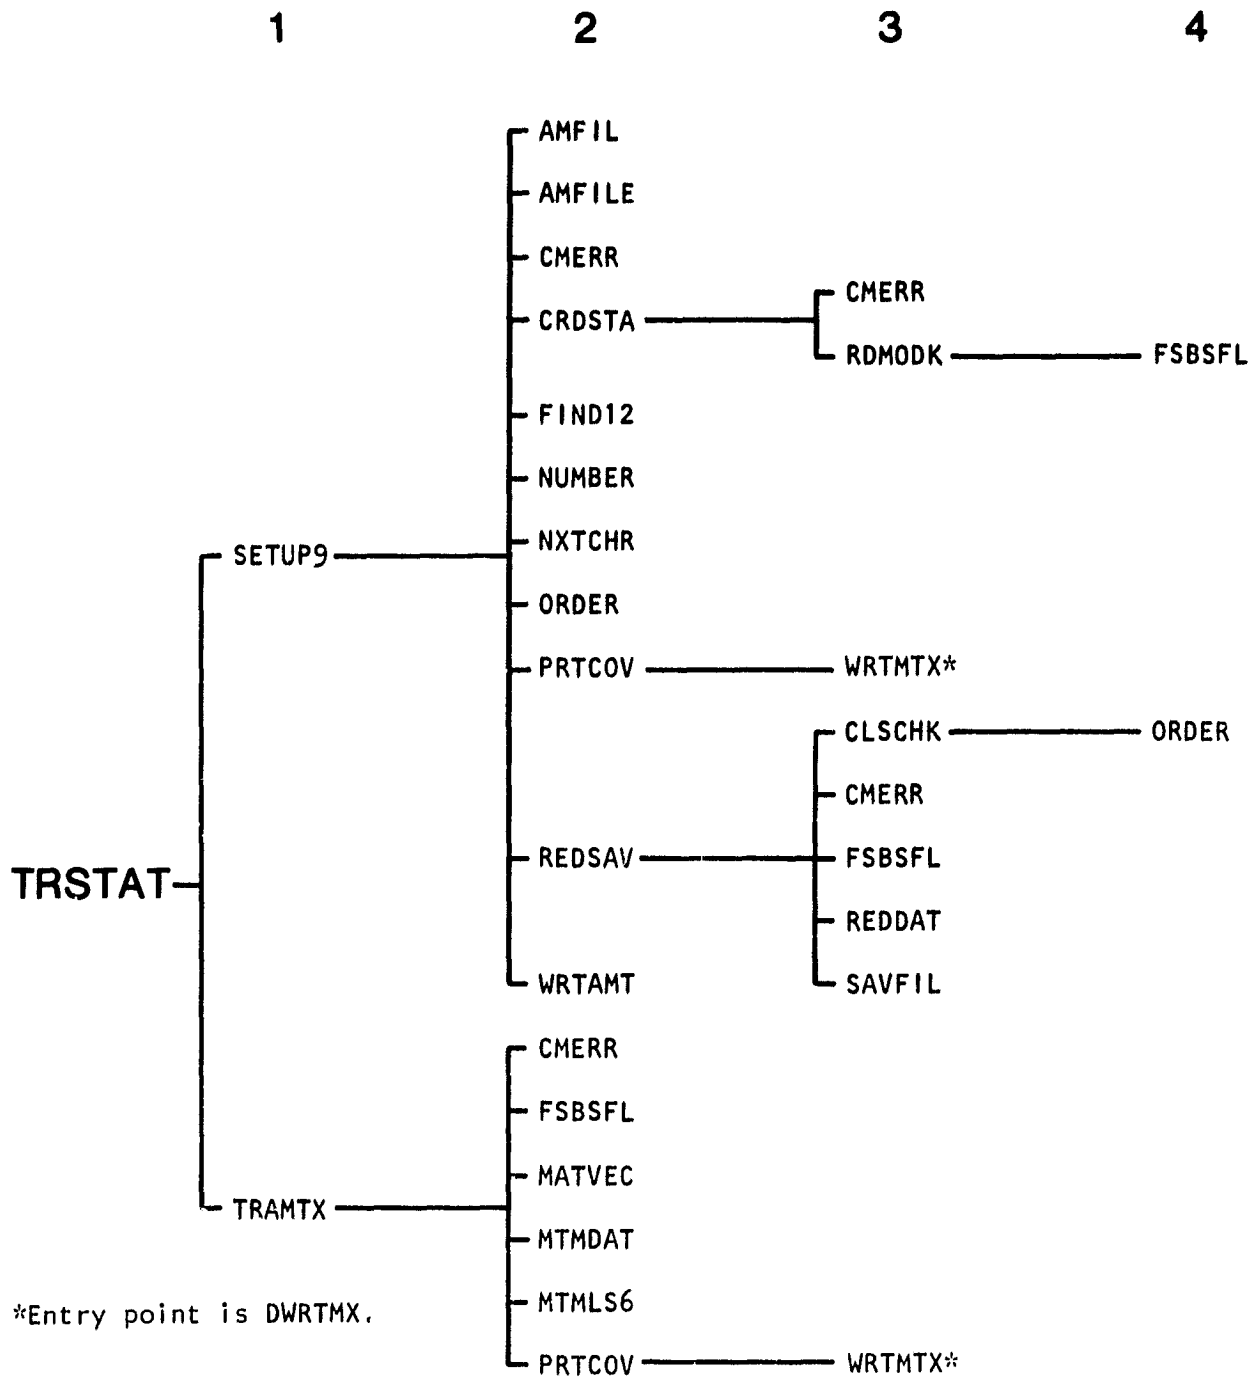 1 2 3 4
AMFIL
AMFILE
CMERR
CMERR
CRDSTA
RDMODK FSBSFL
FIND12
NUMBER
NXTCHR
SETUP9
ORDER
PRTCOV WRTMTX*
CLSCHK ORDER
CMERR
REDSAV FSBSFL
TRSTAT
REDDAT
WRTAMT SAVFIL
CMERR
FSBSFL
MATVEC
TRAMTX
MTMDAT
MTMLS6
*Entry point is DWRTMX.
PRTCOV WRTMTX*